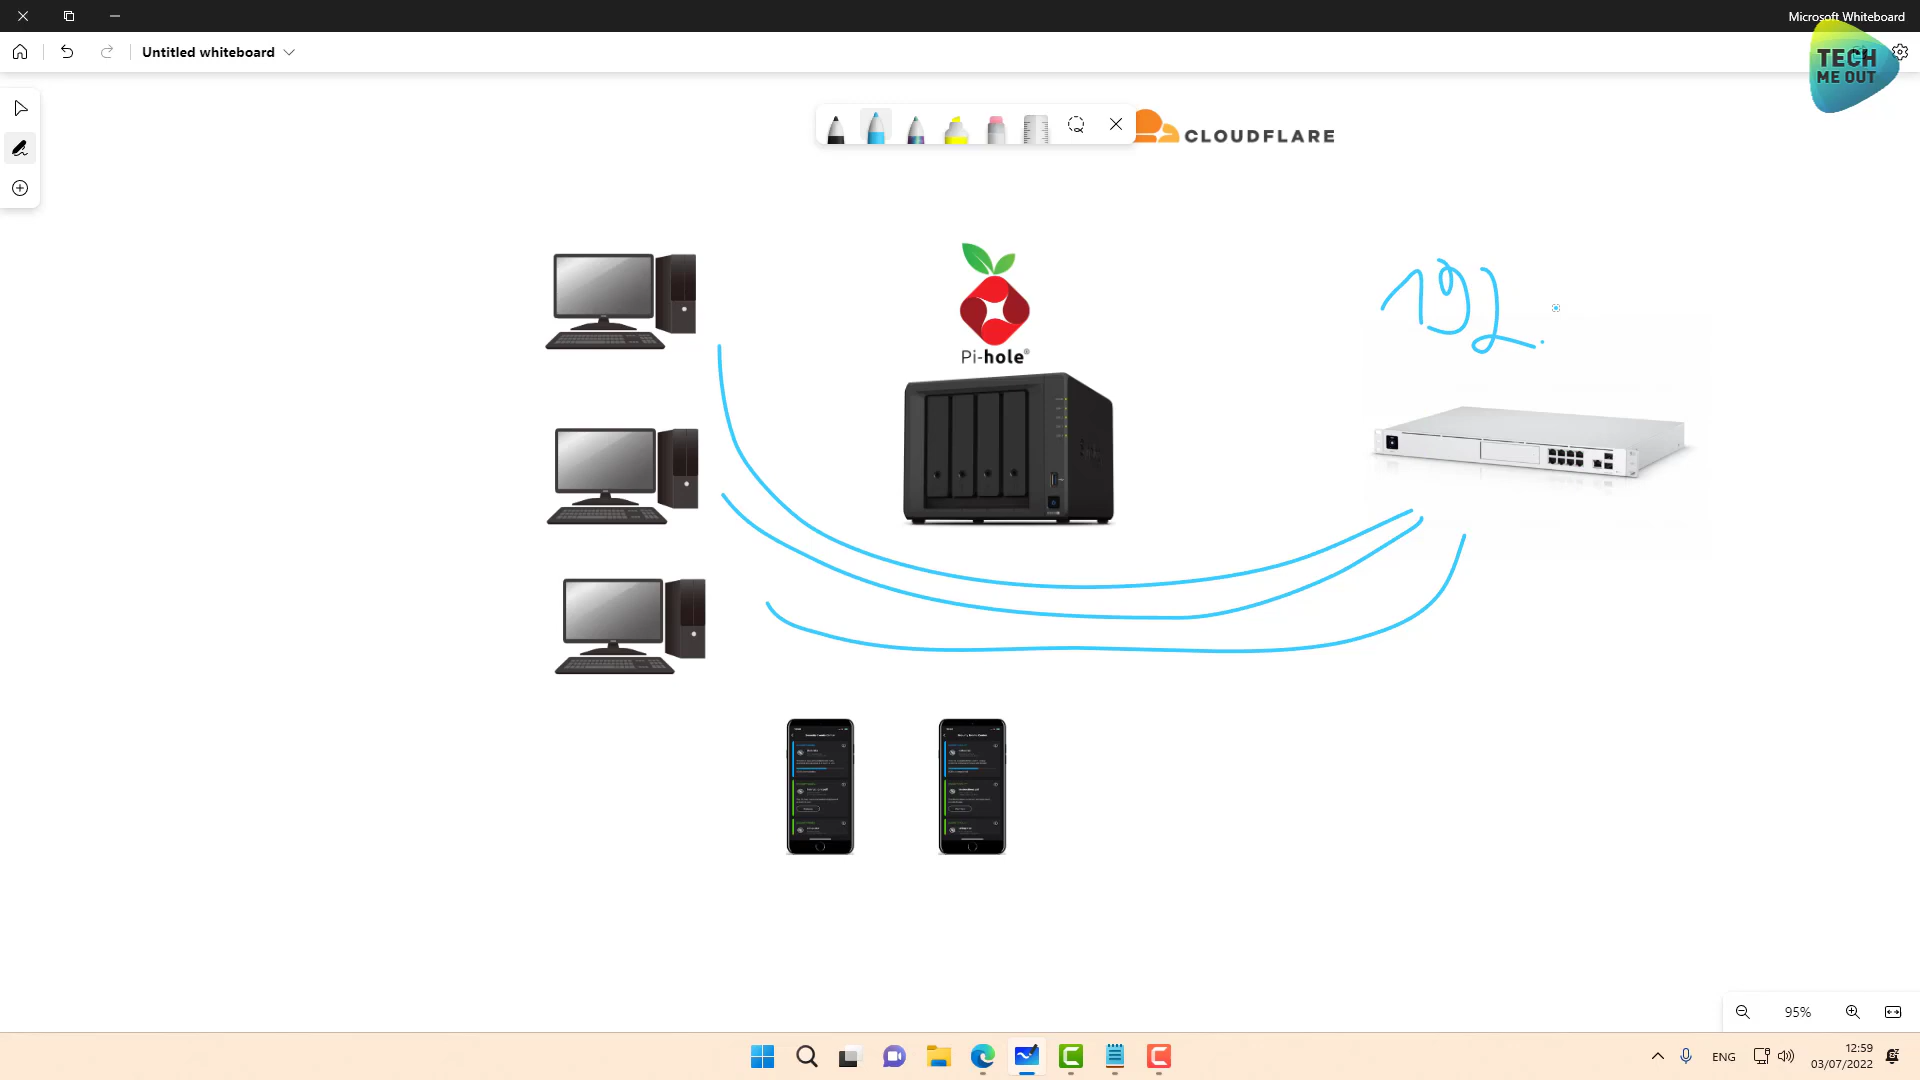 Microsoft Whiteboard
Untitled whiteboard
TECH
ME OUT
CLOUDFLARE
Pi-hole®
192.
95%
ENG
12:59
03/07/2022